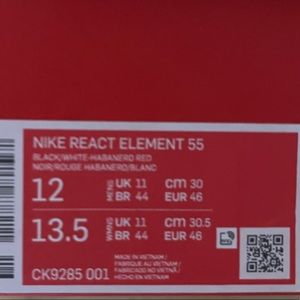 NIKE REACT ELEMENT 55
BLACK/WHITE-HABANERO RED
NOIR/ROUGE HABANERO/BLANC
12 MENS UK 11 CM 30
BR 44 EUR 46
13.5 WMNS UK 11 CM 30.5
BR 44 EUR 46
CK9285 001
MADE IN VIETNAM /
FABRIQUE AU VIETNAM /
FABRICADO NO VIETNÃ /
HECHO EN VIETNAM